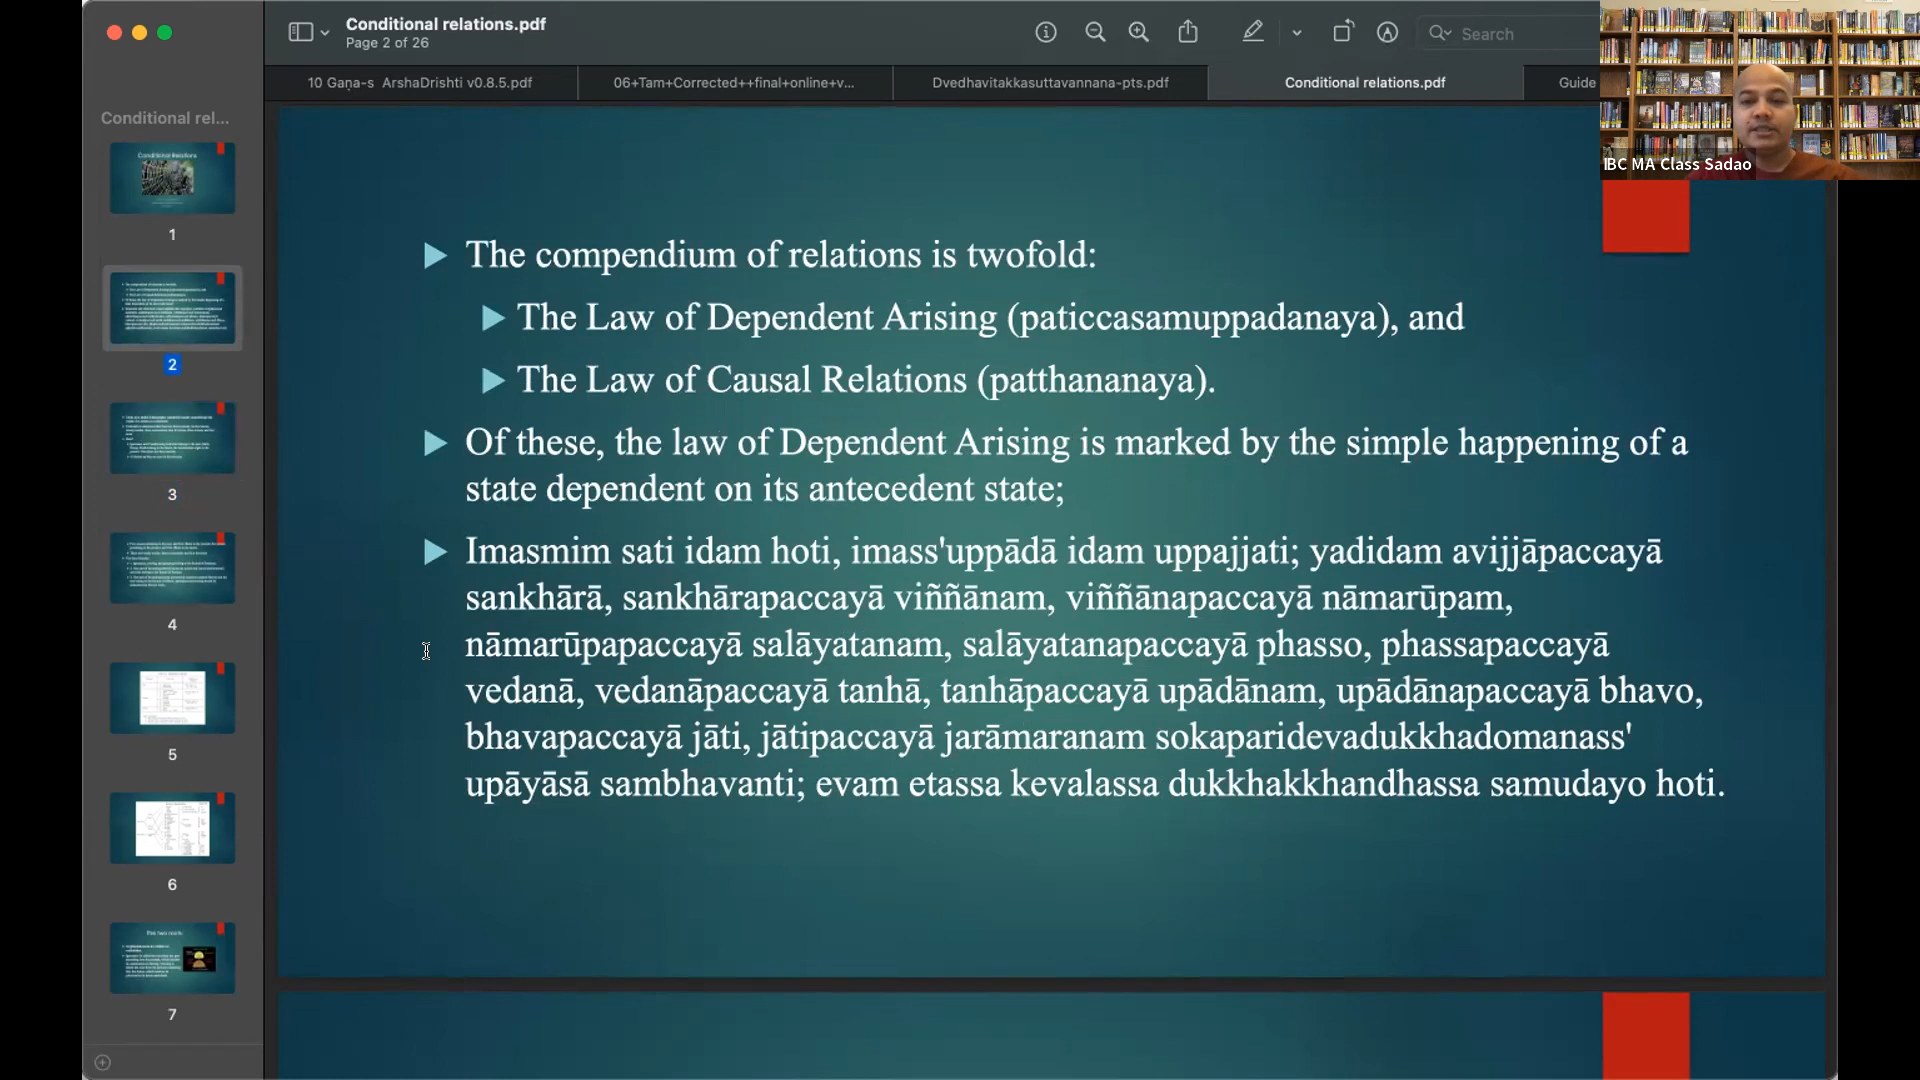 Conditional relations.pdf
Page 2 of 26
Search
10 Gaṇa-s ArshaDrishti v0.8.5.pdf
06+Tam+Corrected++final+online+v...
Dvedhavitakkasuttavannana-pts.pdf
Conditional relations.pdf
Guide
IBC MA Class Sadao
Conditional rel...
Conditional Relations
1
2
3
4
5
6
7
The compendium of relations is twofold:
The Law of Dependent Arising (paticcasamuppadanaya), and
The Law of Causal Relations (patthananaya).
Of these, the law of Dependent Arising is marked by the simple happening of a
state dependent on its antecedent state;
Imasmim sati idam hoti, imass'uppādā idam uppajjati; yadidam avijjāpaccayā
sankhārā, sankhārapaccayā viññānam, viññānapaccayā nāmarūpam,
nāmarūpapaccayā salāyatanam, salāyatanapaccayā phasso, phassapaccayā
vedanā, vedanāpaccayā tanhā, tanhāpaccayā upādānam, upādānapaccayā bhavo,
bhavapaccayā jāti, jātipaccayā jarāmaranam sokaparidevadukkhadomanass'
upāyāsā sambhavanti; evam etassa kevalassa dukkhakkhandhassa samudayo hoti.